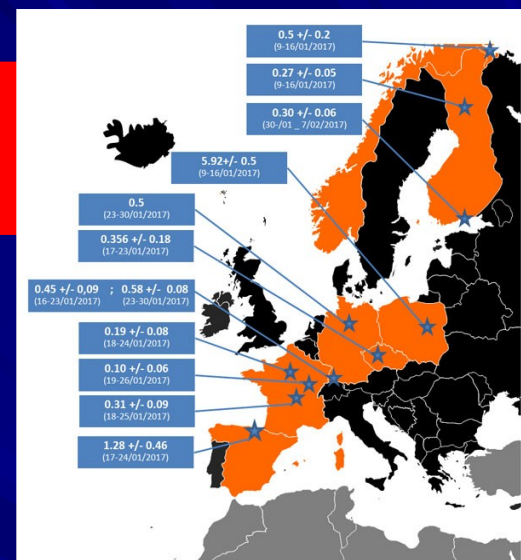 0.5 +/- 0.2
(9-16/01/2017)
0.27 +/- 0.05
(9-16/01/2017)
0.30 +/- 0.06
(30-/01 _ 7/02/2017)
5.92+/- 0.5
(9-16/01/2017)
0.5
(23-30/01/2017)
0.356 +/- 0.18
(17-23/01/2017)
0.45 +/- 0,09 ; 0.58 +/- 0.08
(16-23/01/2017) (23-30/01/2017)
0.19 +/- 0.08
(18-24/01/2017)
0.10 +/- 0.06
(19-26/01/2017)
0.31 +/- 0.09
(18-25/01/2017)
1.28 +/- 0.46
(17-24/01/2017)